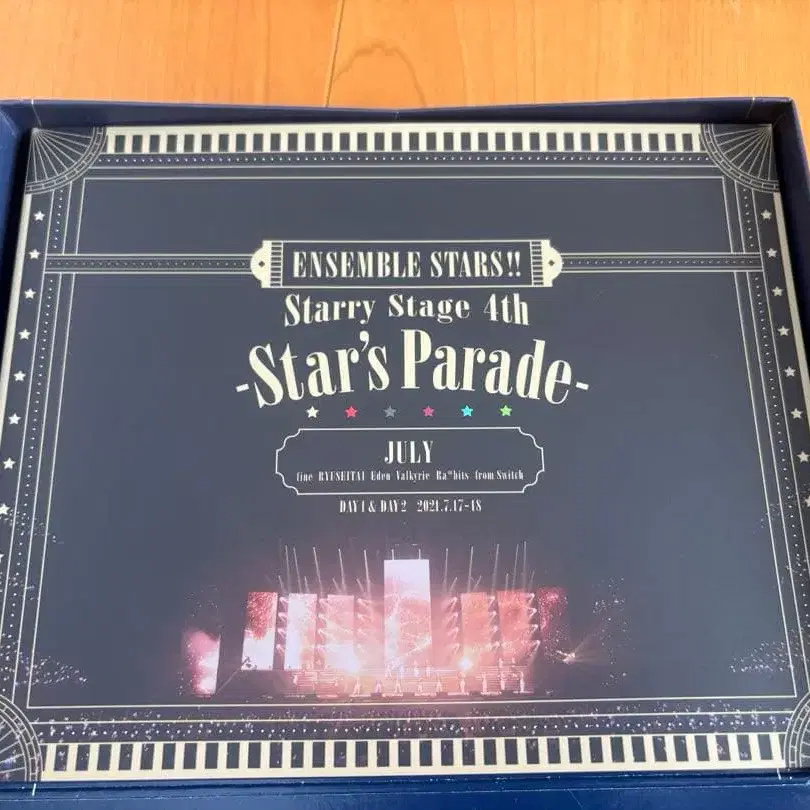 ENSEMBLE STARS!!
Starry Stage 4th
-Star's Parade-
JULY
fine RYUSEITAI Eden Valkyrie Ra*bits from Switch
DAY1 & DAY2 2021.7.17-18